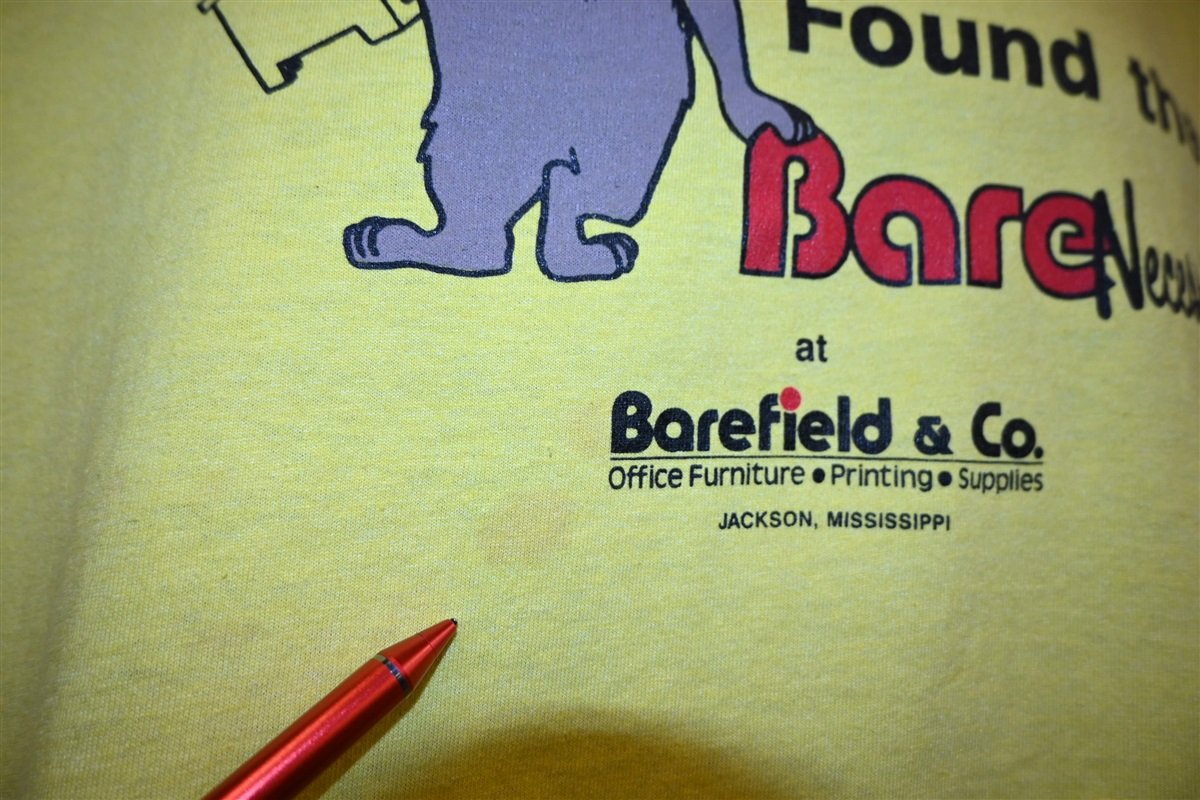 Found
Bare
at
Barefield & Co.
Office Furniture • Printing • Supplies
JACKSON, MISSISSIPPI